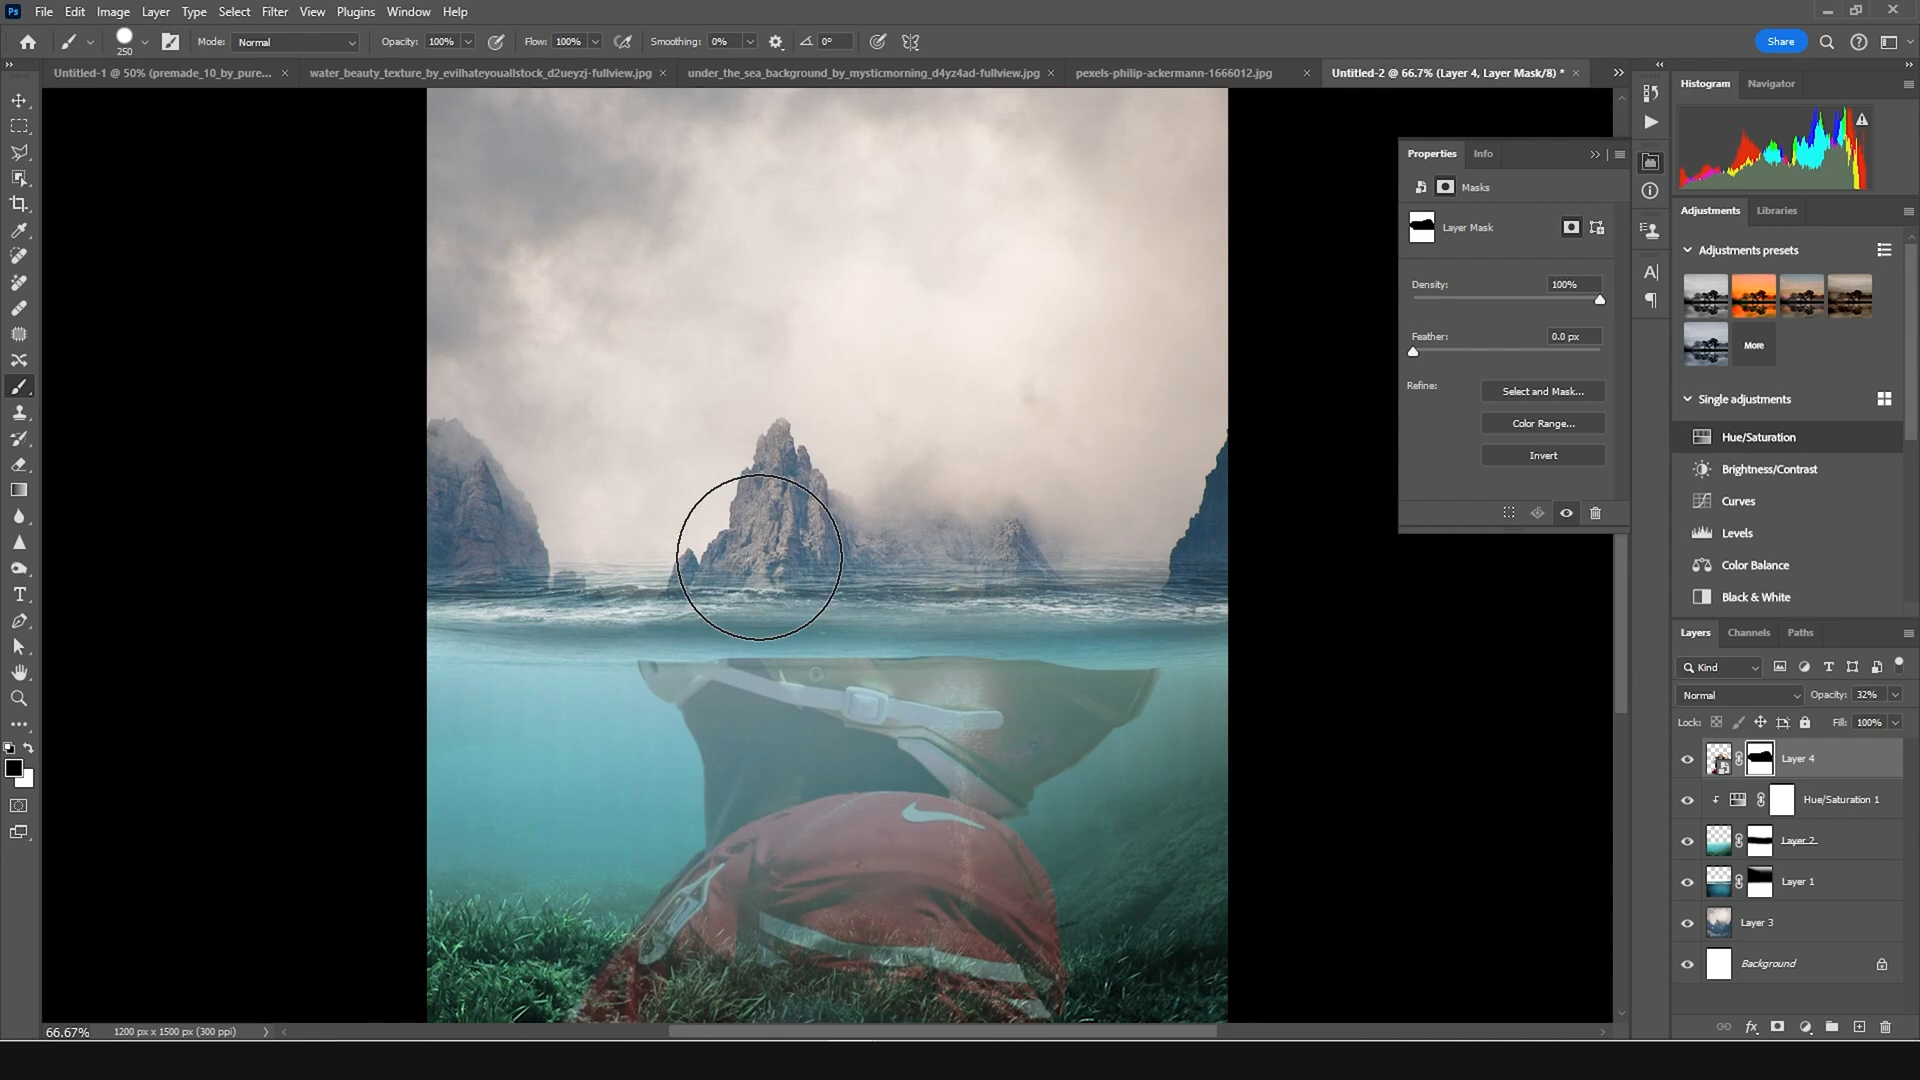 Ps File Edit Image Layer Type Select Filter View Plugins Window Help
250 Mode: Normal Opacity: 100% Flow: 100% Smoothing: 0% 0° Share
Untitled-1 @ 50% (premade_10_by_pure... × water_beauty_texture_by_evilhateyouallstock_d2ueyzj-fullview.jpg × under_the_sea_background_by_mysticmorning_d4yz4ad-fullview.jpg × pexels-philip-ackermann-1666012.jpg × Untitled-2 @ 66.7% (Layer 4, Layer Mask/8) * ×
Histogram Navigator
Properties Info
Masks
Layer Mask
Density: 100%
Feather: 0.0 px
Refine: Select and Mask...
Color Range...
Invert
Adjustments Libraries
Adjustments presets
More
Single adjustments
Hue/Saturation
Brightness/Contrast
Curves
Levels
Color Balance
Black & White
Layers Channels Paths
Kind
Normal Opacity: 32%
Lock: Fill: 100%
Layer 4
Hue/Saturation 1
Layer 2
Layer 1
Layer 3
Background
66.67% 1200 px x 1500 px (300 ppi)